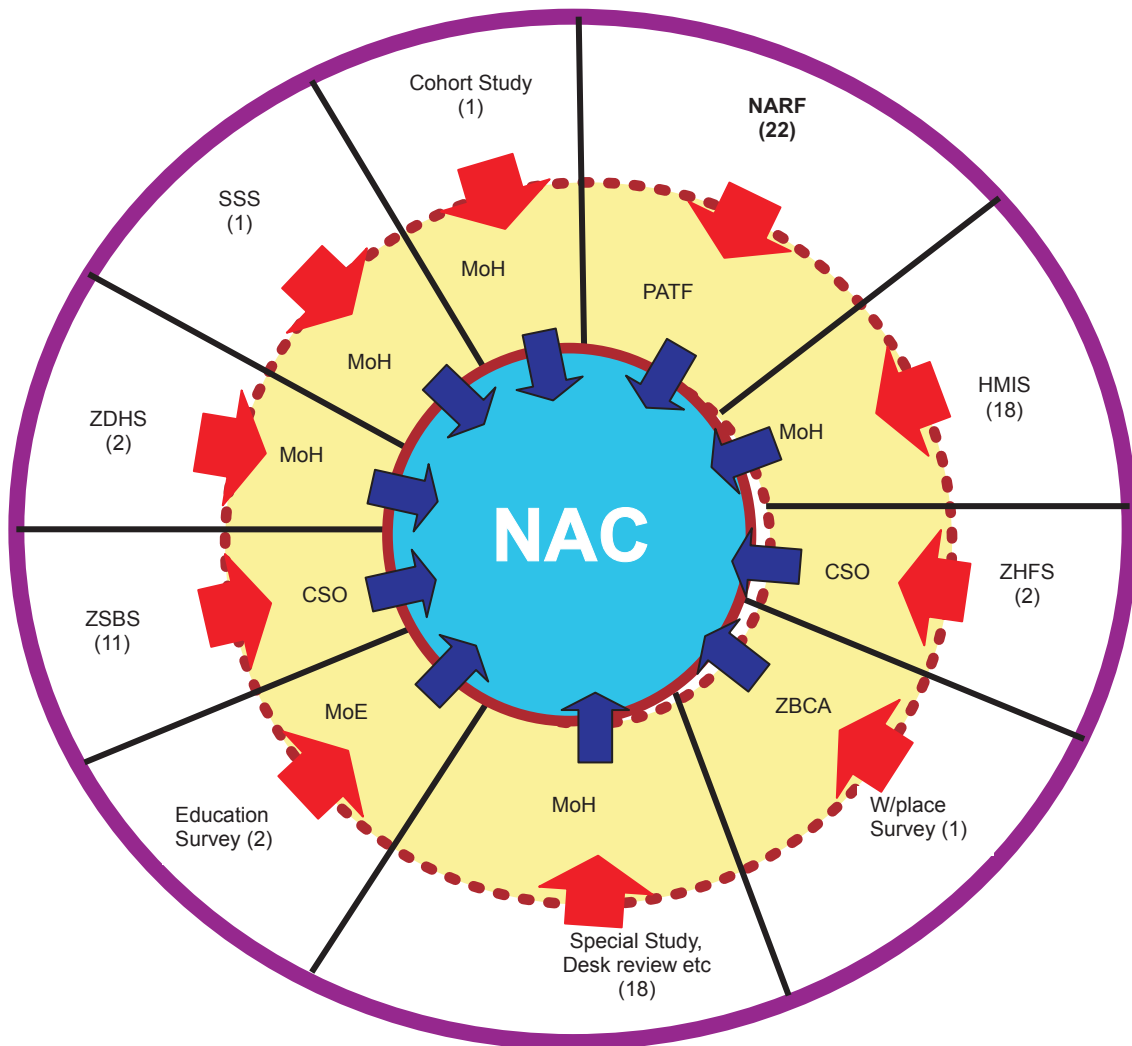 Cohort Study
(1)
NARF
(22)
SSS
(1)
MoH
PATF
MoH
HMIS
(18)
ZDHS
(2)
MoH
MoH
NAC
CSO
CSO
ZHFS
(2)
ZSBS
(11)
MoE
ZBCA
MoH
W/place
Survey (1)
Education
Survey (2)
Special Study,
Desk review etc
(18)